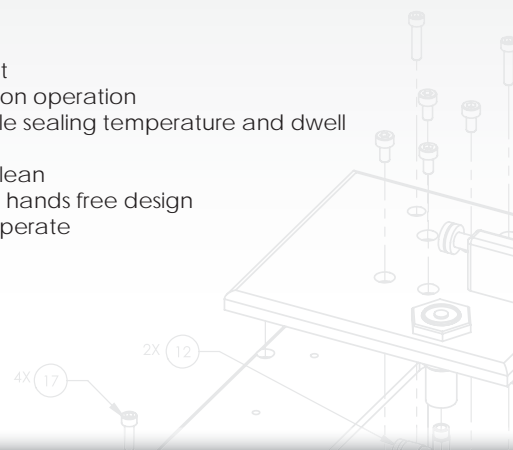 t
on operation
le sealing temperature and dwell
lean
hands free design
perate
2X 12
4X 17